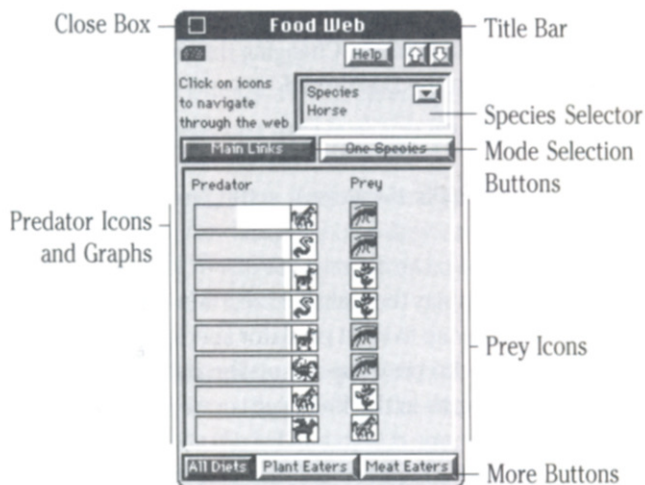 Close Box
Food Web
Title Bar
Help
Click on icons
to navigate
through the web
Species
Horse
Species Selector
Main Links
One Species
Mode Selection
Buttons
Predator
Prey
Predator Icons
and Graphs
Prey Icons
All Diets
Plant Eaters
Meat Eaters
More Buttons